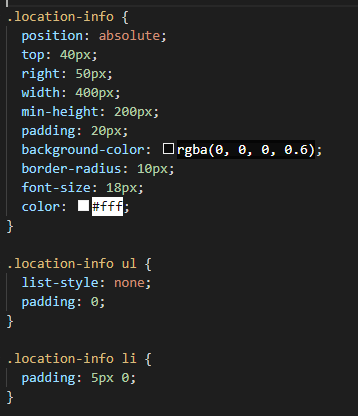 .location-info {
position: absolute;
top: 40px;
right: 50px;
width: 400px;
min-height: 200px;
padding: 20px;
background-color: rgba(0, 0, 0, 0.6);
border-radius: 10px;
font-size: 18px;
color: #fff;
}
.location-info ul {
list-style: none;
padding: 0;
}
.location-info li {
padding: 5px 0;
}